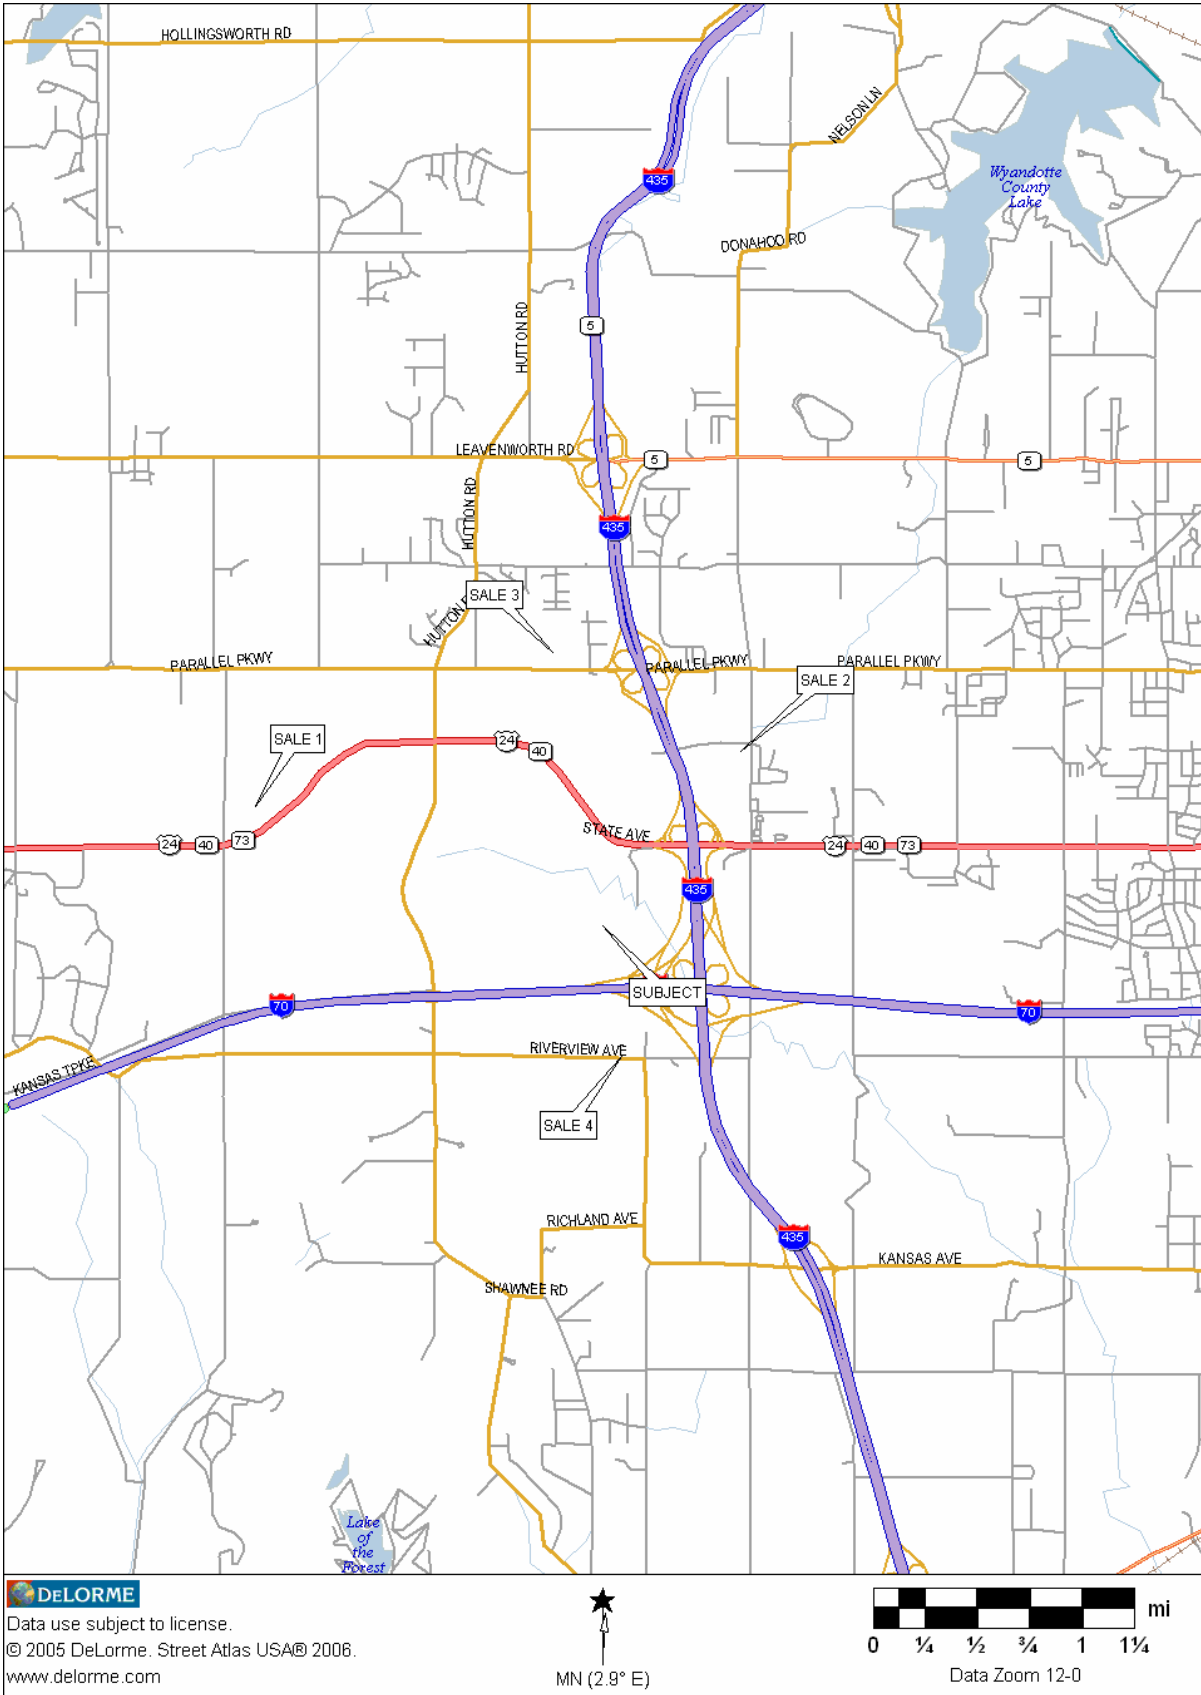 HOLLINGSWORTH RD
NELSON LN
435
Wyandotte
County
Lake
DONAHOO RD
HUTTON RD
5
LEAVENWORTH RD
5
5
HUTTON RD
435
SALE 3
HUTTON
PARALLEL PKWY
PARALLEL PKWY
PARALLEL PKWY
SALE 2
SALE 1
24
40
STATE AVE
24
40
73
24
40
73
435
SUBJECT
70
70
RIVERVIEW AVE
KANSAS TPKE
SALE 4
RICHLAND AVE
435
KANSAS AVE
SHAWNEE RD
Lake
of
the
Forest
DELORME
Data use subject to license.
© 2005 DeLorme. Street Atlas USA® 2006.
www.delorme.com
MN (2.9° E)
mi
0 ¼ ½ ¾ 1 1¼
Data Zoom 12-0